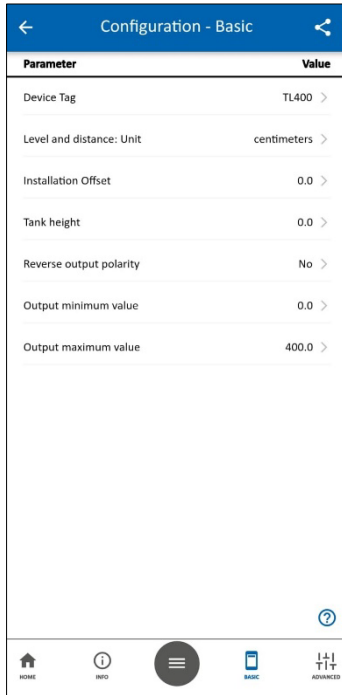 Configuration - Basic
Parameter Value
Device Tag TL400
Level and distance: Unit centimeters
Installation Offset 0.0
Tank height 0.0
Reverse output polarity No
Output minimum value 0.0
Output maximum value 400.0
HOME INFO BASIC ADVANCED